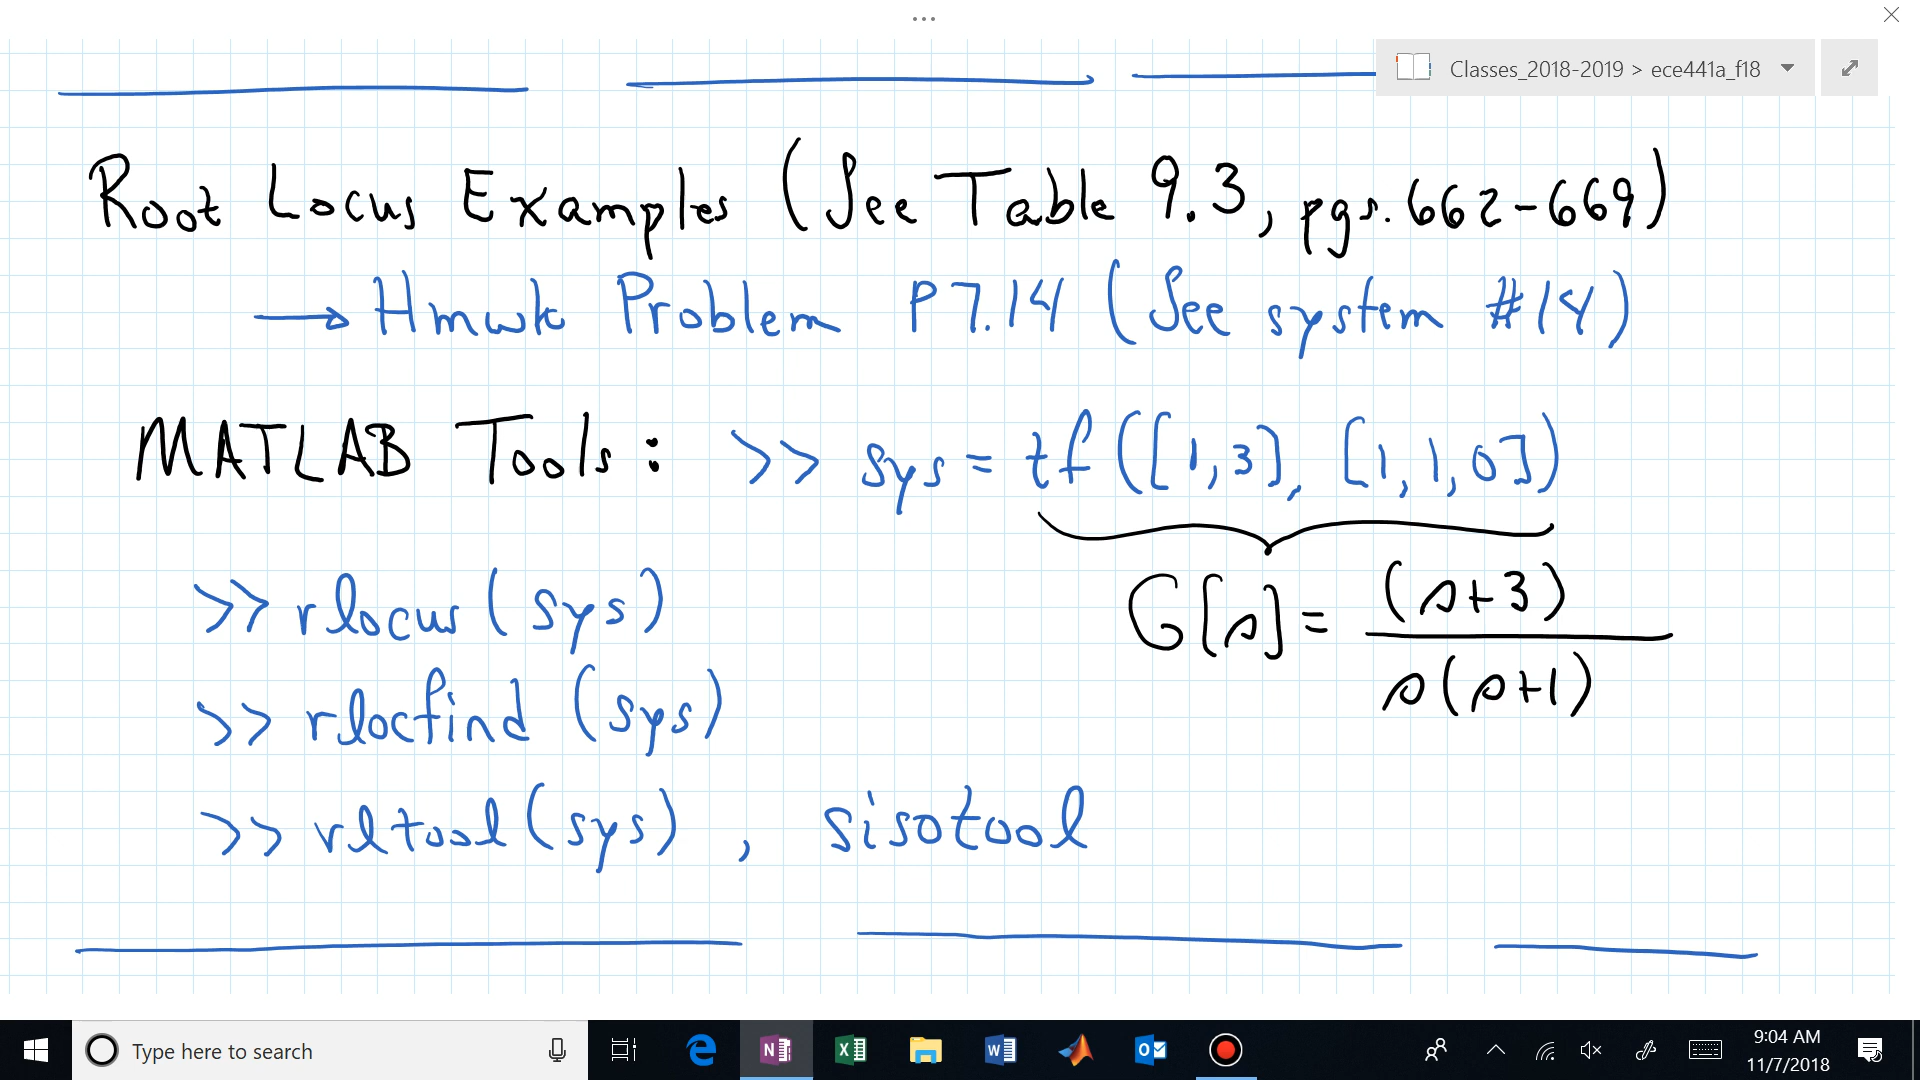 Classes_2018-2019 > ece441a_f18
Root Locus Examples (See Table 9.3, pgs. 662-669)
→ Hmwk Problem P7.14 (See system #14)
MATLAB Tools: >> sys = tf([1,3], [1,1,0])
G[s] = (s+3)
s(s+1)
>> rlocus(sys)
>> rlocfind (sys)
>> rltool(sys), sisotool
Type here to search
9:04 AM
11/7/2018